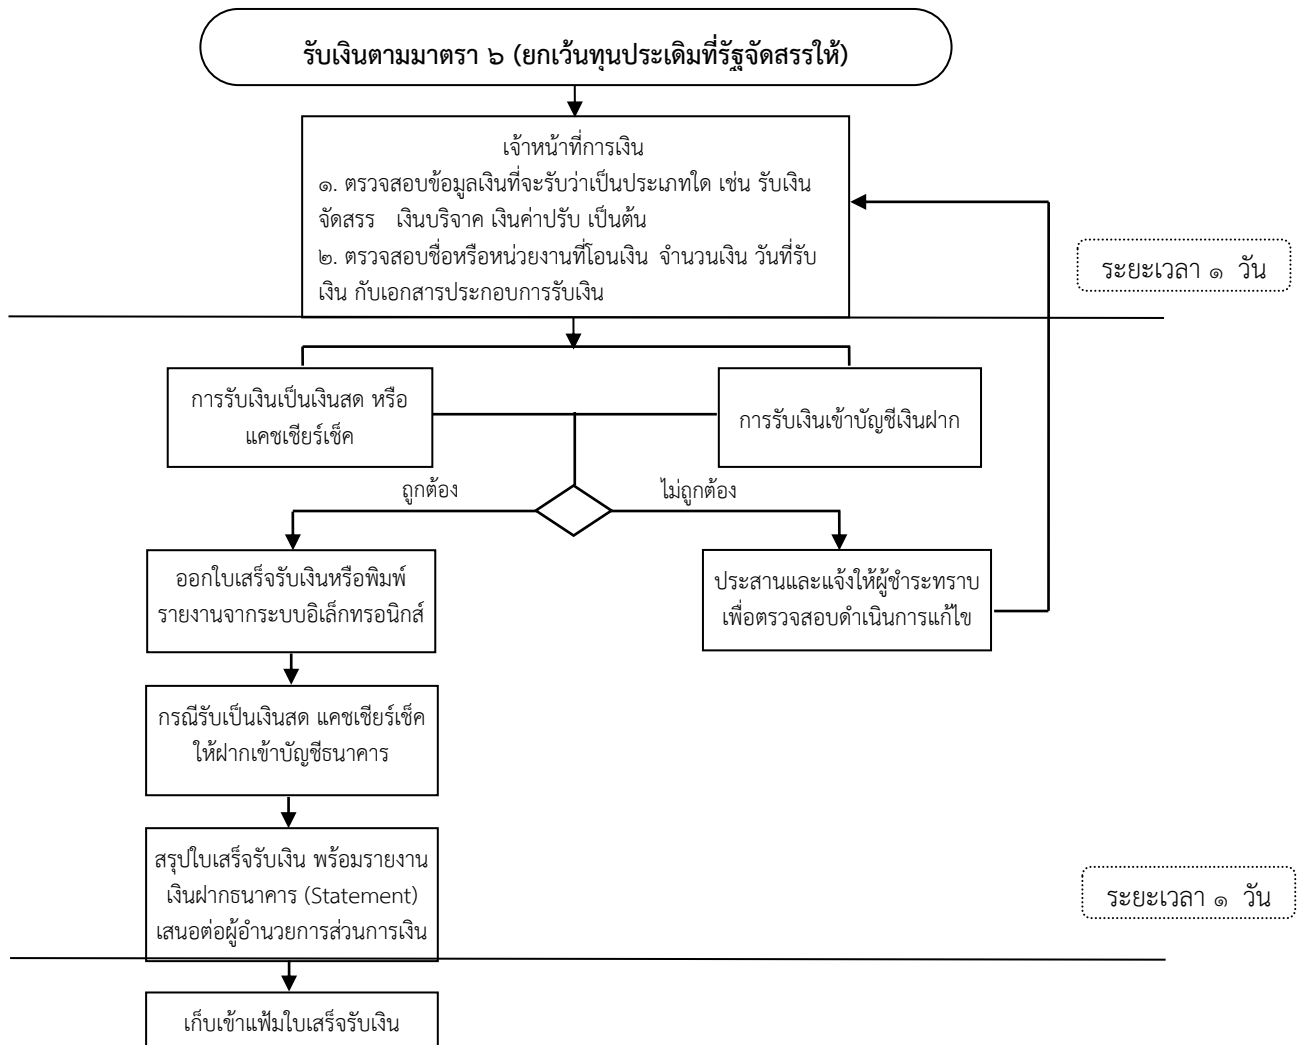 รับเงินตามมาตรา ๖ (ยกเว้นทุนประเดิมที่รัฐจัดสรรให้)
เจ้าหน้าที่การเงิน
๑. ตรวจสอบข้อมูลเงินที่จะรับว่าเป็นประเภทใด เช่น รับเงิน
จัดสรร เงินบริจาค เงินค่าปรับ เป็นต้น
๒. ตรวจสอบชื่อหรือหน่วยงานที่โอนเงิน จำนวนเงิน วันที่รับ
เงิน กับเอกสารประกอบการรับเงิน
ระยะเวลา ๑ วัน
การรับเงินเป็นเงินสด หรือ
แคชเชียร์เช็ค
การรับเงินเข้าบัญชีเงินฝาก
ถูกต้อง
ไม่ถูกต้อง
ออกใบเสร็จรับเงินหรือพิมพ์
รายงานจากระบบอิเล็กทรอนิกส์
ประสานและแจ้งให้ผู้ชำระทราบ
เพื่อตรวจสอบดำเนินการแก้ไข
กรณีรับเป็นเงินสด แคชเชียร์เช็ค
ให้ฝากเข้าบัญชีธนาคาร
สรุปใบเสร็จรับเงิน พร้อมรายงาน
เงินฝากธนาคาร (Statement)
เสนอต่อผู้อำนวยการส่วนการเงิน
ระยะเวลา ๑ วัน
เก็บเข้าแฟ้มใบเสร็จรับเงิน